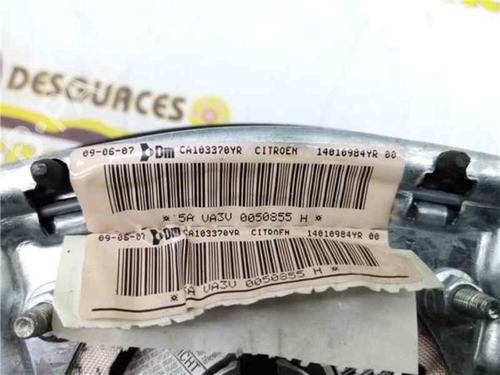 DESGUACES
09-06-07 Dm CA103370YR CITROEN 14010984YR 00
¤ 5A VA3V 0050855 H ¤
09-06-07 Dm CA103370YR CITROEN 14010984YR 00
¤ 5A VA3V 0050855 H ¤